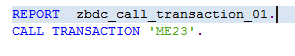 REPORT  zbdc_call_transaction_01.
CALL TRANSACTION 'ME23'.